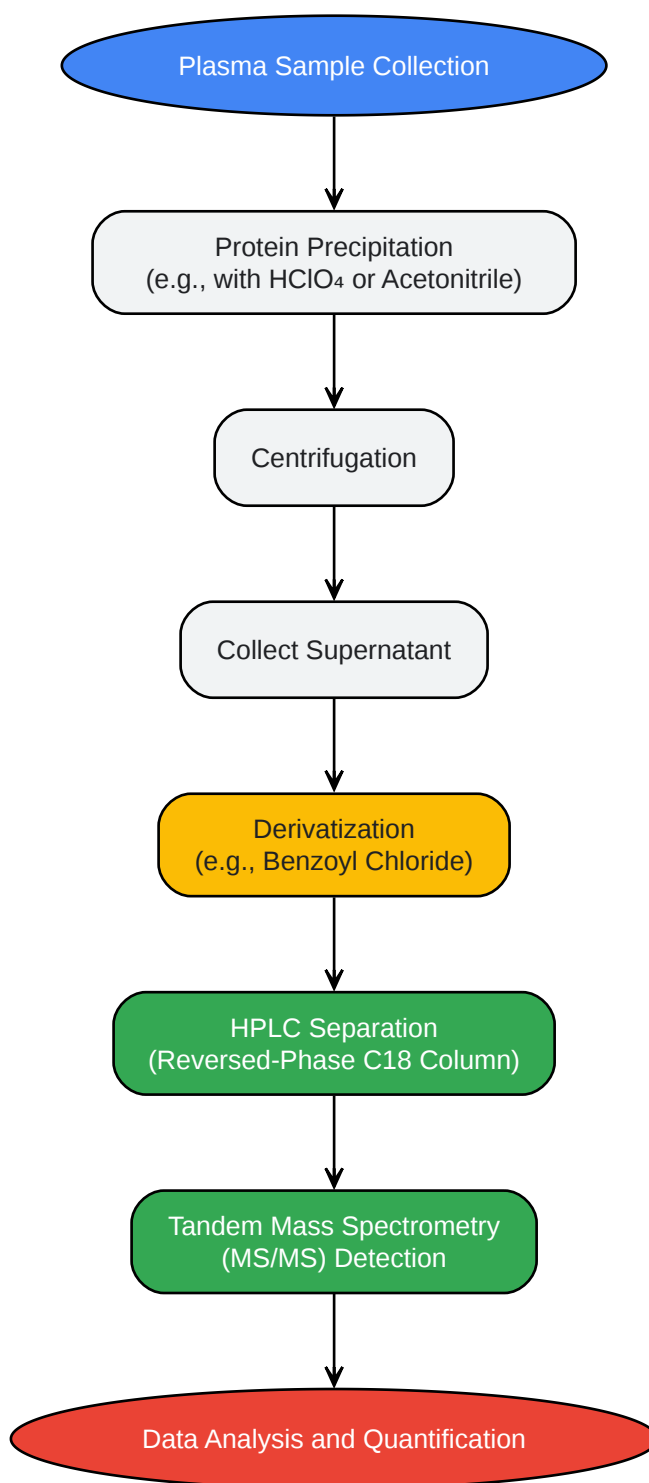 Plasma Sample Collection
Protein Precipitation
(e.g., with HClO₄ or Acetonitrile)
Centrifugation
Collect Supernatant
Derivatization
(e.g., Benzoyl Chloride)
HPLC Separation
(Reversed-Phase C18 Column)
Tandem Mass Spectrometry
(MS/MS) Detection
Data Analysis and Quantification